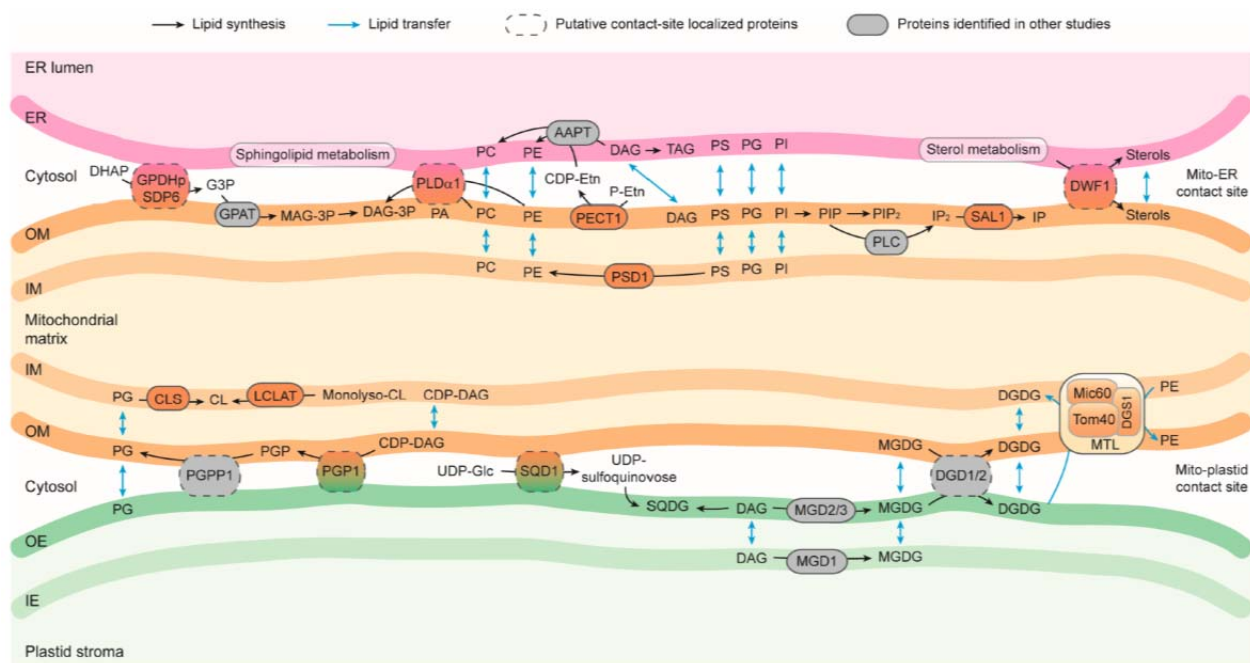 Lipid synthesis Lipid transfer Putative contact-site localized proteins Proteins identified in other studies
ER lumen
ER
AAPT
PC PE DAG TAG PS PG PI
Sphingolipid metabolism
Sterol metabolism
Sterols
Cytosol
DHAP GPDHp SDP6 G3P
PLDα1
CDP-Etn P-Etn
DWF1
Mito-ER contact site
GPAT MAG-3P DAG-3P PA PC PE PECT1 DAG PS PG PI PIP PIP₂ IP₂ SAL1 IP Sterols
OM
PLC
PC PE PSD1 PS PG PI
IM
Mitochondrial matrix
IM
PG CLS CL LCLAT Monolyso-CL CDP-DAG
DGDG
Mic60 DGS1 PE
Tom40
MTL
OM
PG PGP CDP-DAG
MGDG DGDG PE
PGPP1 PGP1 UDP-Glc SQD1 UDP-sulfoquinovose DGD1/2
Cytosol
Mito-plastid contact site
PG SQDG DAG MGD2/3 MGDG DGDG
OE
DAG MGD1 MGDG
IE
Plastid stroma